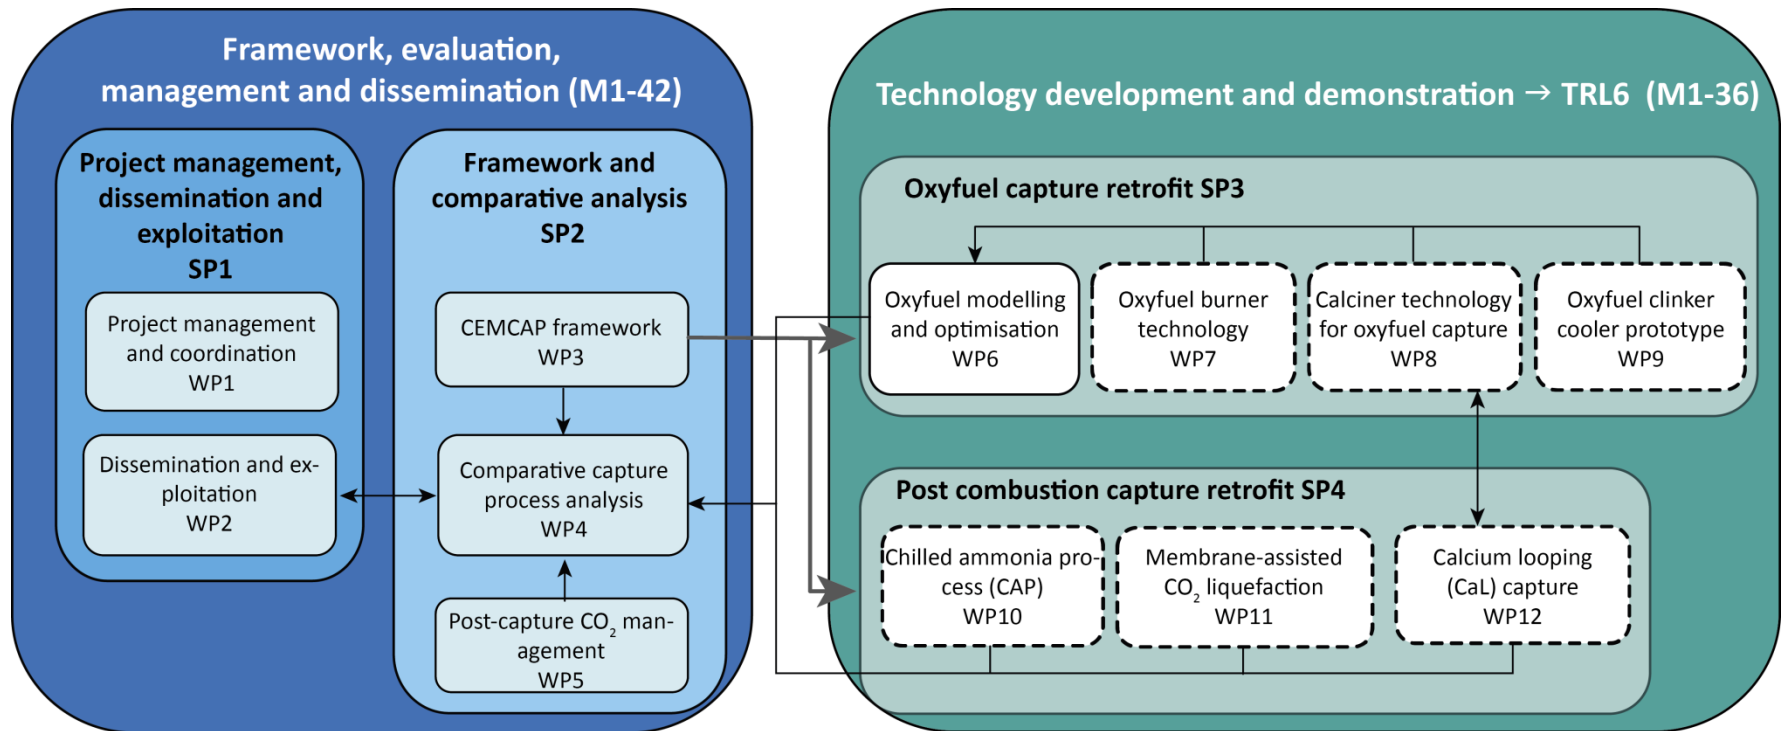 Framework, evaluation,
management and dissemination (M1-42)
Project management,
dissemination and
exploitation
SP1
Project management
and coordination
WP1
Dissemination and ex-
ploitation
WP2
Framework and
comparative analysis
SP2
CEMCAP framework
WP3
Comparative capture
process analysis
WP4
Post-capture CO₂ man-
agement
WP5
Technology development and demonstration → TRL6 (M1-36)
Oxyfuel capture retrofit SP3
Oxyfuel modelling
and optimisation
WP6
Oxyfuel burner
technology
WP7
Calciner technology
for oxyfuel capture
WP8
Oxyfuel clinker
cooler prototype
WP9
Post combustion capture retrofit SP4
Chilled ammonia pro-
cess (CAP)
WP10
Membrane-assisted
CO₂ liquefaction
WP11
Calcium looping
(CaL) capture
WP12